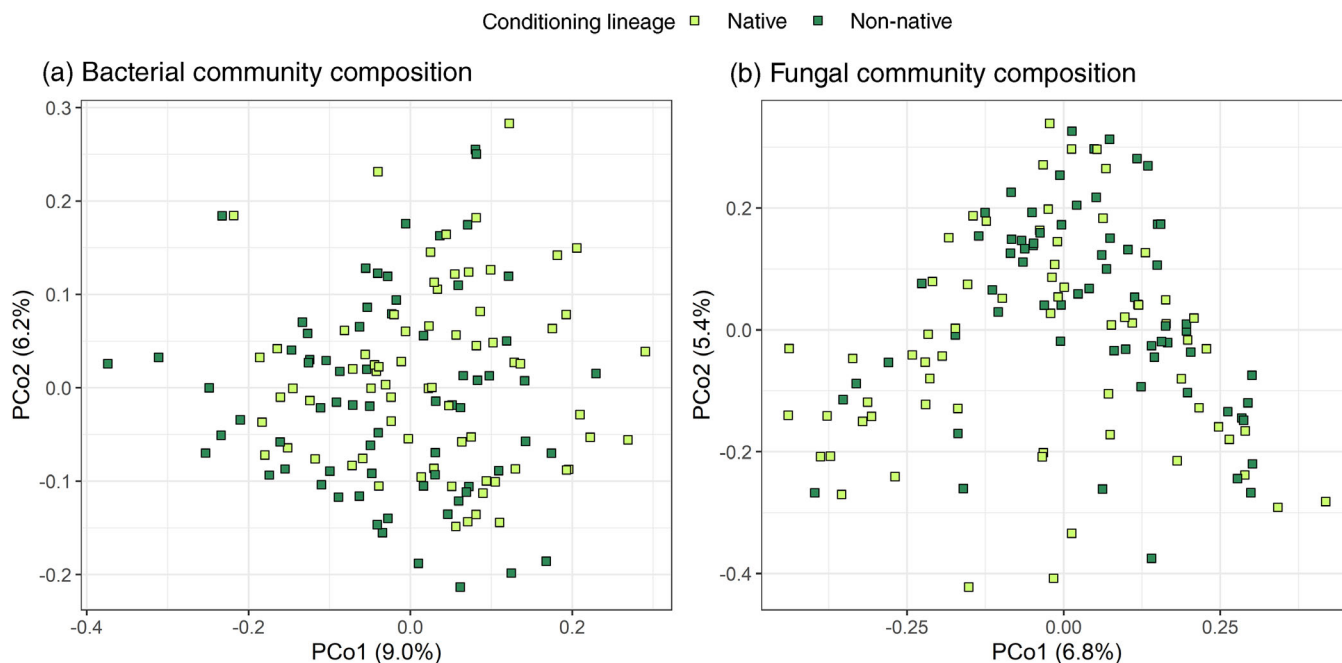 Conditioning lineage Native Non-native
(a) Bacterial community composition
(b) Fungal community composition
0.3
0.2
0.1
0.0
-0.1
-0.2
PCo2 (6.2%)
-0.4
-0.2
0.0
0.2
PCo1 (9.0%)
0.2
0.0
-0.2
-0.4
PCo2 (5.4%)
-0.25
0.00
0.25
PCo1 (6.8%)